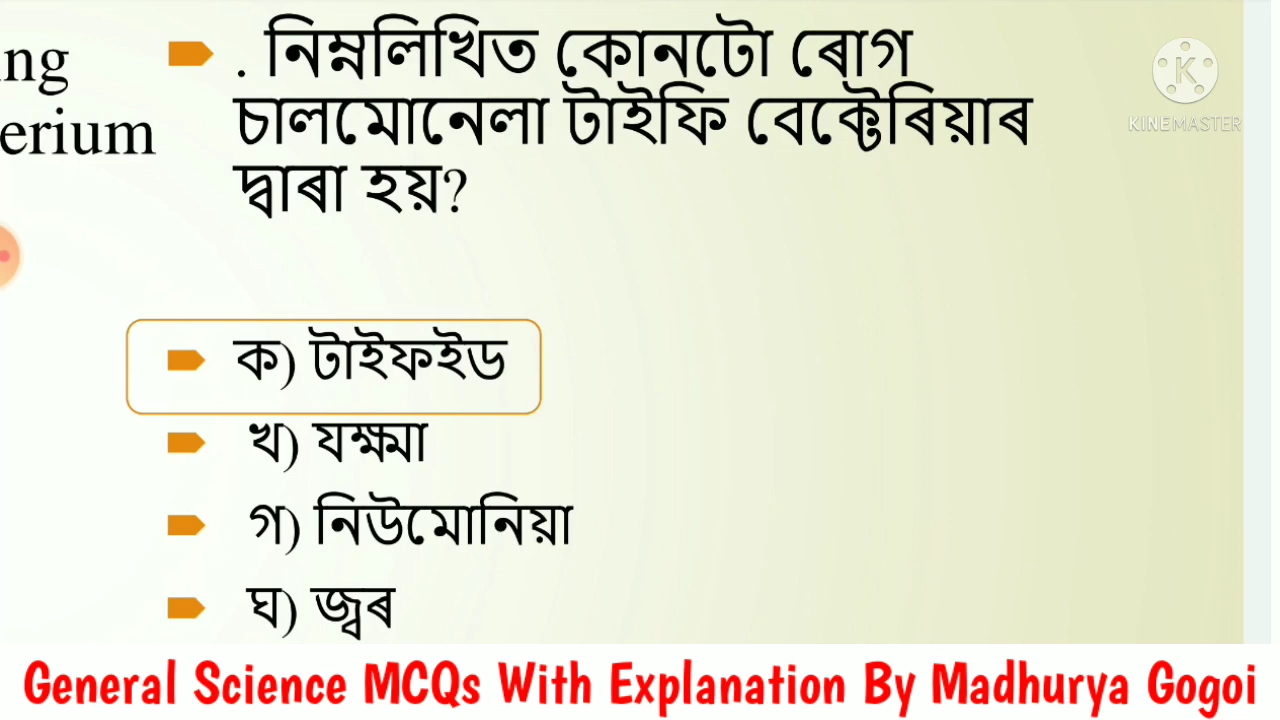 ng
erium
. নিম্নলিখিত কোনটো ৰোগ
চালমোনেলা টাইফি বেক্টেৰিয়াৰ
দ্বাৰা হয়?
ক) টাইফইড
খ) যক্ষ্মা
গ) নিউমোনিয়া
ঘ) জ্বৰ
K
KINEMASTER
General Science MCQs With Explanation By Madhurya Gogoi